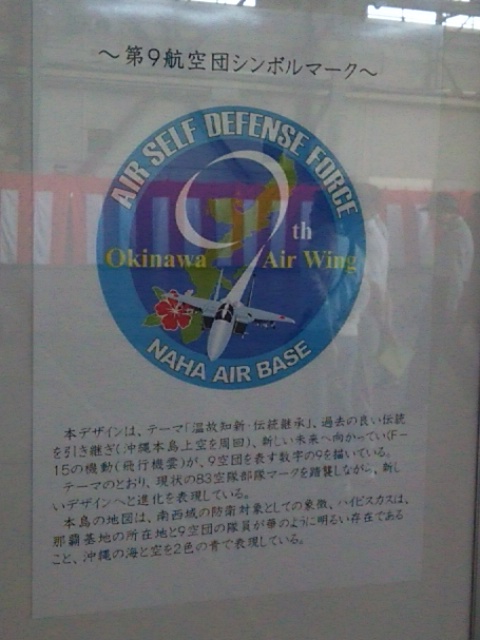 ～第9航空団シンボルマーク～
AIR SELF DEFENSE FORCE
9
th
Okinawa Air Wing
NAHA AIR BASE
本デザインは、テーマ「温故知新・伝統継承」、過去の良い伝統
を引き継ぎ(沖縄本島上空を周回)、新しい未来へ向かっていくF-
15の機動(飛行機雲)が、9空団を表す数字の9を描いている。
テーマのとおり、現状の83空隊部隊マークを踏襲しながら、新し
いデザインへと進化を表現している。
本島の地図は、南西域の防衛対象としての象徴、ハイビスカスは、
那覇基地の所在地と9空団の隊員が華のように明るい存在である
こと、沖縄の海と空を2色の青で表現している。